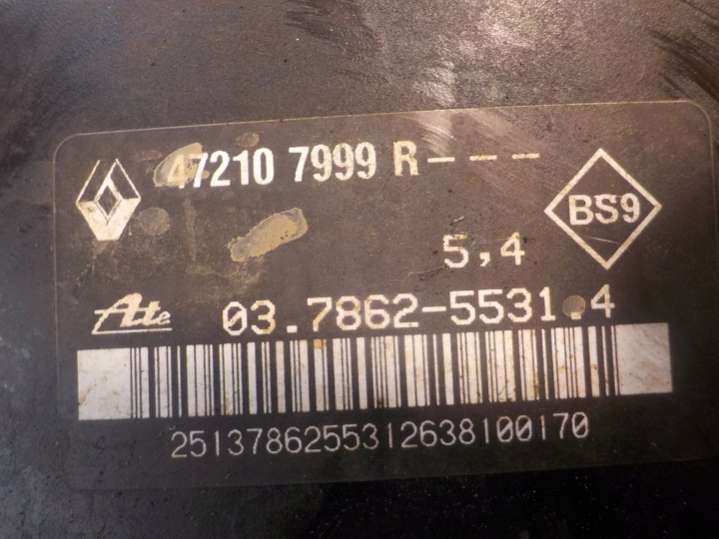 47210 7999 R---
BS9
5,4
Ate 03.7862-5531.4
25137862553126381001​70